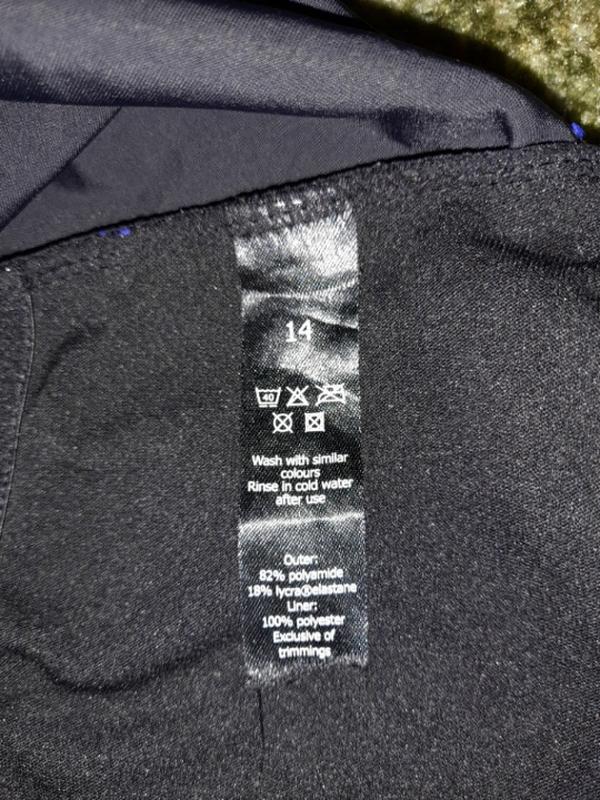 14
40
Wash with similar
colours
Rinse in cold water
after use
Outer:
82% polyamide
18% lycra®elastane
Liner:
100% polyester
Exclusive of
trimmings